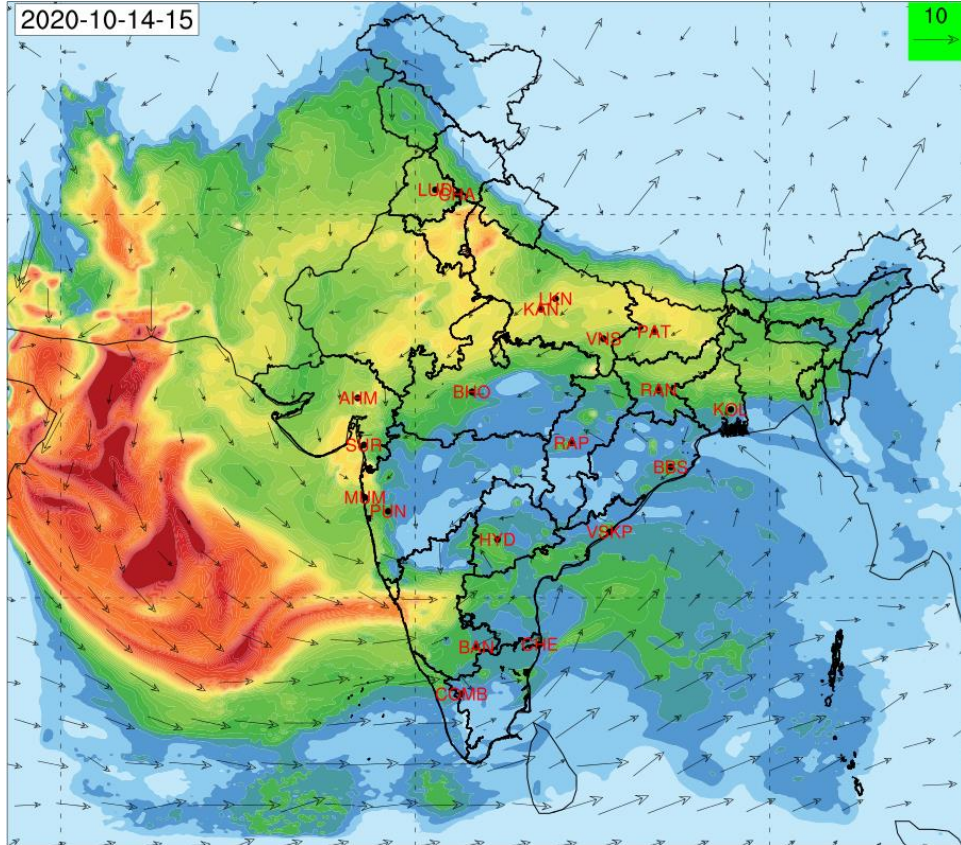 2020-10-14-15
10
LUD
CHA
LKN
KAN
VNS
PAT
BHO
RAN
AHM
KOL
SUR
RAP
BBS
MUM
PUN
HYD
VSKP
BAN
CHE
COMB